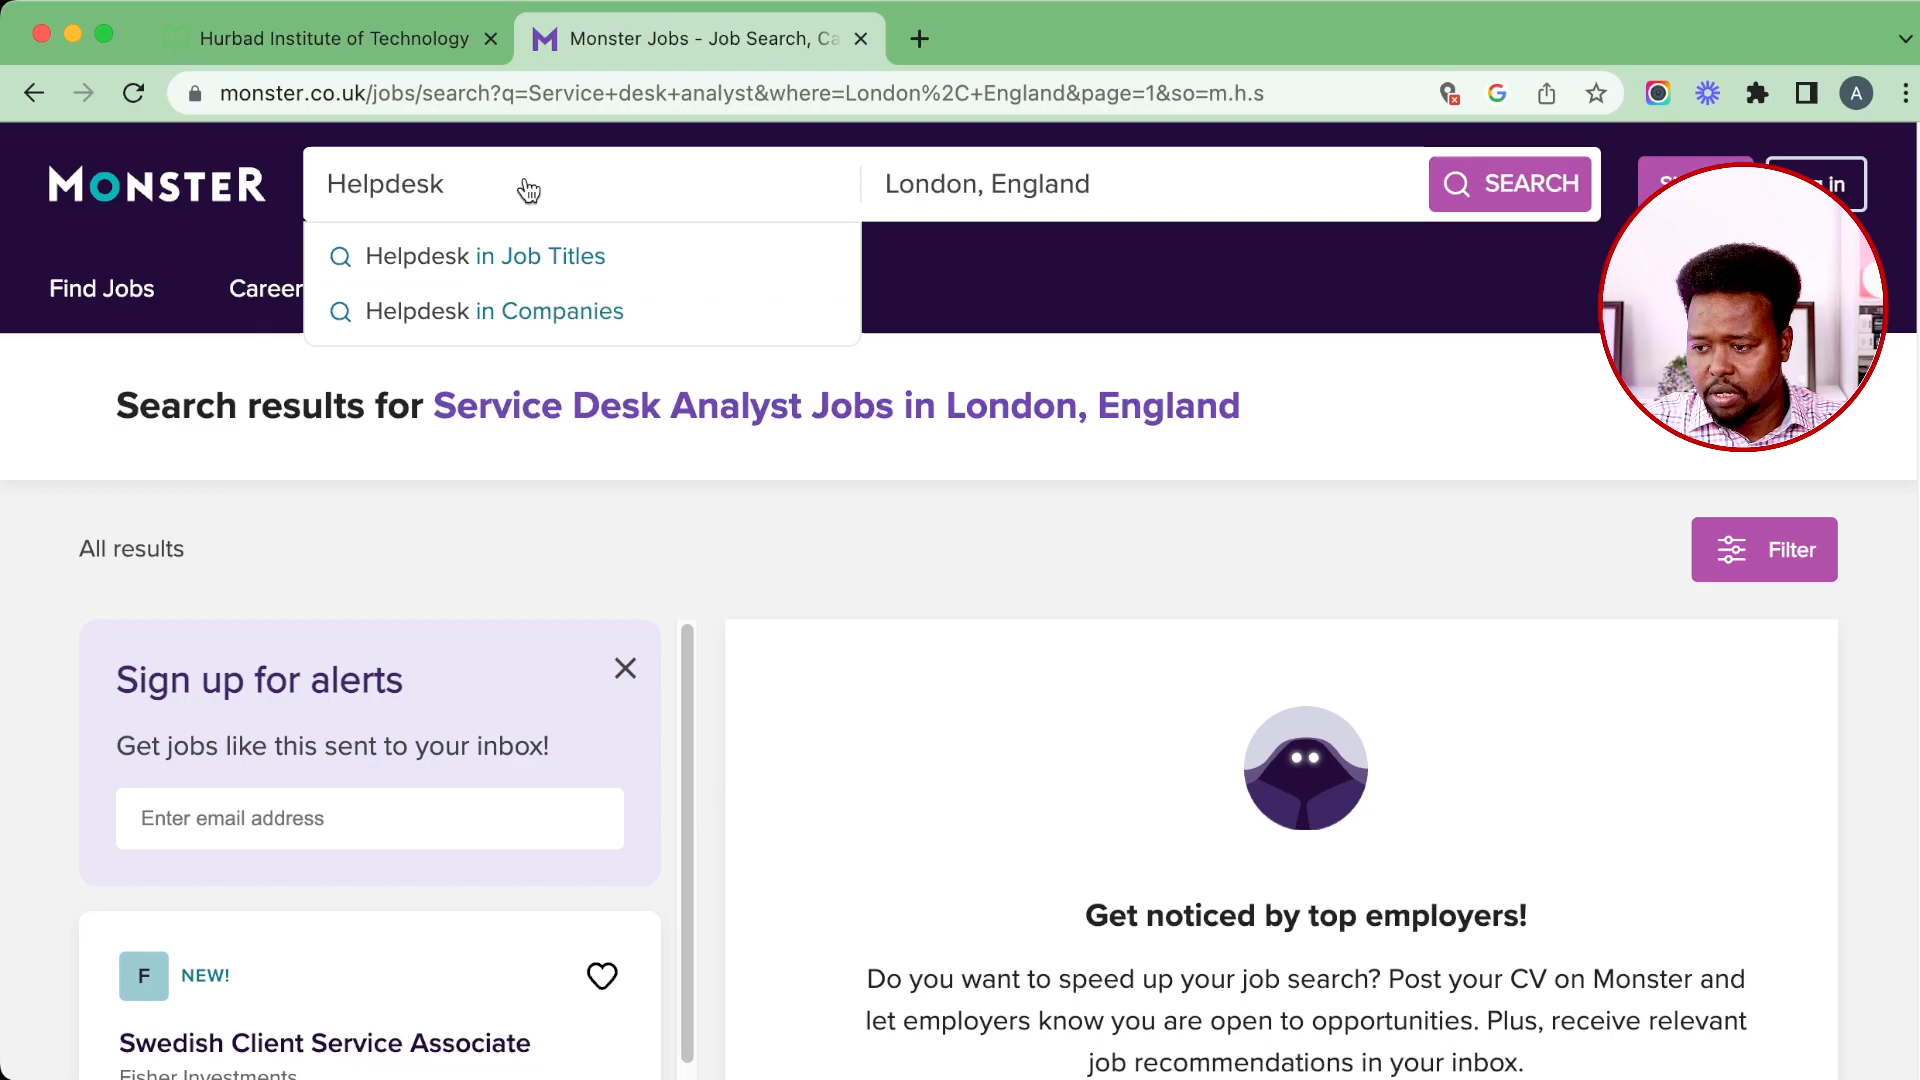 Hurbad Institute of Technology
Monster Jobs - Job Search, Ca
monster.co.uk/jobs/search?q=Service+desk+analyst&where=London%2C+England&page=1&so=m.h.s
A
MONSTER
Helpdesk
London, England
SEARCH
in
Helpdesk in Job Titles
Helpdesk in Companies
Find Jobs
Career
Search results for Service Desk Analyst Jobs in London, England
All results
Filter
Sign up for alerts
Get jobs like this sent to your inbox!
Enter email address
F
NEW!
Swedish Client Service Associate
Fisher Investments
Get noticed by top employers!
Do you want to speed up your job search? Post your CV on Monster and
let employers know you are open to opportunities. Plus, receive relevant
job recommendations in your inbox.